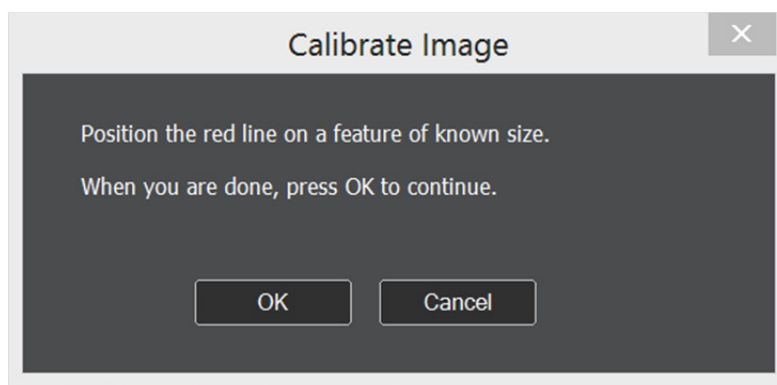 Calibrate Image
Position the red line on a feature of known size.
When you are done, press OK to continue.
OK
Cancel